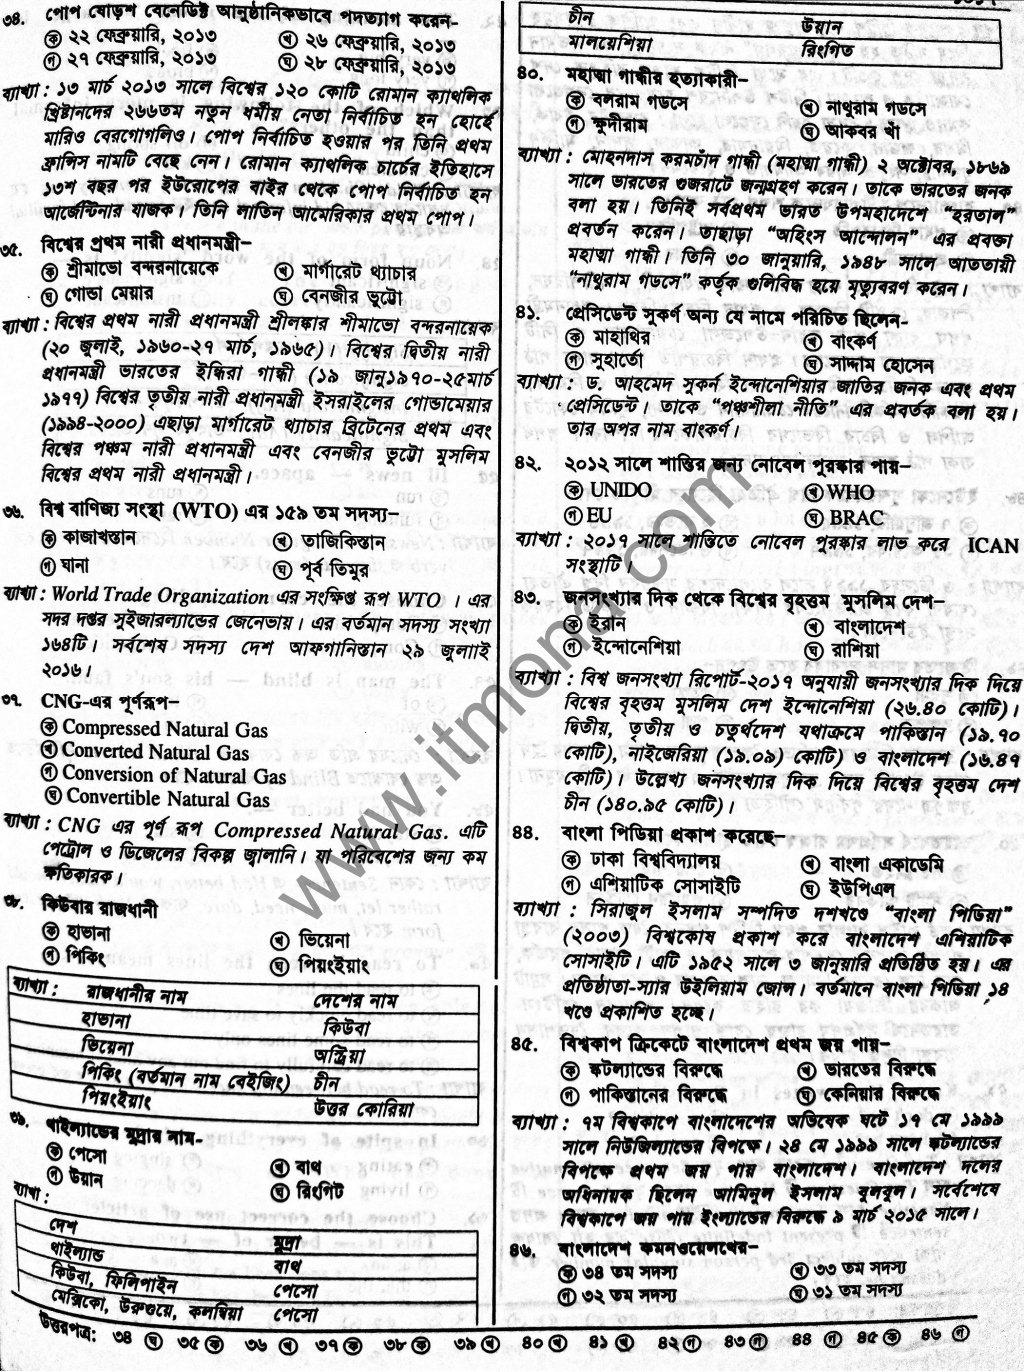 ৩৪. পোপ ষোড়শ বেনেডিক্ট আনুষ্ঠানিকভাবে পদত্যাগ করেন-
ক ২২ ফেব্রুয়ারি, ২০১৩ খ ২৬ ফেব্রুয়ারি, ২০১৩
গ ২৭ ফেব্রুয়ারি, ২০১৩ ঘ ২৮ ফেব্রুয়ারি, ২০১৩
ব্যাখ্যা : ১৩ মার্চ ২০১৩ সালে বিশ্বের ১২০ কোটি রোমান ক্যাথলিক
খ্রিষ্টানদের ২৬৬তম নতুন ধর্মীয় নেতা নির্বাচিত হন হোর্হে
মারিও বেরগোগলিও। পোপ নির্বাচিত হওয়ার পর তিনি প্রথম
ফ্রান্সিস নামটি বেছে নেন। রোমান ক্যাথলিক চার্চের ইতিহাসে
১৩শ বছর পর ইউরোপের বাইর থেকে পোপ নির্বাচিত হন
আর্জেন্টিনার যাজক। তিনি লাতিন আমেরিকার প্রথম পোপ।
৩৫. বিশ্বের প্রথম নারী প্রধানমন্ত্রী-
ক শ্রীমাভো বন্দরনায়েকে খ মার্গারেট থ্যাচার
গ গোল্ডা মেয়ার ঘ বেনজীর ভুট্টো
ব্যাখ্যা : বিশ্বের প্রথম নারী প্রধানমন্ত্রী শ্রীলঙ্কার শ্রীমাভো বন্দরনায়েক
(২০ জুলাই, ১৯৬০-২৭ মার্চ, ১৯৬৫)। বিশ্বের দ্বিতীয় নারী
প্রধানমন্ত্রী ভারতের ইন্ধিরা গান্ধী (১৯ জানু১৯৭০-২৫মার্চ
১৯৭৭) বিশ্বের তৃতীয় নারী প্রধানমন্ত্রী ইসরাইলের গোল্ডামেয়ার
(১৯৯৪-২০০০) এছাড়া মার্গারেট থ্যাচার ব্রিটেনের প্রথম এবং
বিশ্বের পঞ্চম নারী প্রধানমন্ত্রী এবং বেনজীর ভুট্টো মুসলিম
বিশ্বের প্রথম নারী প্রধানমন্ত্রী।
৩৬. বিশ্ব বাণিজ্য সংস্থা (WTO) এর ১৫৯ তম সদস্য-
ক কাজাখস্তান খ তাজিকিস্তান
গ ঘানা ঘ পূর্ব তিমুর
ব্যাখ্যা : World Trade Organization এর সংক্ষিপ্ত রূপ WTO । এর
সদর দপ্তর সুইজারল্যান্ডের জেনেভায়। এর বর্তমান সদস্য সংখ্যা
১৬৪টি। সর্বশেষ সদস্য দেশ আফগানিস্তান ২৯ জুলাাই
২০১৬।
৩৭. CNG-এর পূর্ণরূপ-
ক Compressed Natural Gas
খ Converted Natural Gas
গ Conversion of Natural Gas
ঘ Convertible Natural Gas
ব্যাখ্যা : CNG এর পূর্ণ রূপ Compressed Natural Gas. এটি
পেট্রোল ও ডিজেলের বিকল্প জ্বালানি। যা পরিবেশের জন্য কম
ক্ষতিকারক।
৩৮. কিউবার রাজধানী
ক হাভানা খ ভিয়েনা
গ পিকিং ঘ পিয়ংইয়াং
ব্যাখ্যা : রাজধানীর নাম দেশের নাম
হাভানা কিউবা
ভিয়েনা অস্ট্রিয়া
পিকিং (বর্তমান নাম বেইজিং) চীন
পিয়ংইয়াং উত্তর কোরিয়া
৩৯. থাইল্যান্ডের মুদ্রার নাম-
ক পেসো খ বাথ
গ উয়ান ঘ রিংগিট
ব্যাখ্যা :
দেশ মুদ্রা
থাইল্যান্ড বাথ
কিউবা, ফিলিপাইন পেসো
মেক্সিকো, উরুগুয়ে, কলম্বিয়া পেসো
চীন উয়ান
মালয়েশিয়া রিংগিত
৪০. মহাত্মা গান্ধীর হত্যাকারী-
ক বলরাম গডসে খ নাথুরাম গডসে
গ ক্ষুদীরাম ঘ আকবর খাঁ
ব্যাখ্যা : মোহনদাস করমচাঁদ গান্ধী (মহাত্মা গান্ধী) ২ অক্টোবর, ১৮৬৯
সালে ভারতের গুজরাটে জন্মগ্রহণ করেন। তাকে ভারতের জনক
বলা হয়। তিনিই সর্বপ্রথম ভারত উপমহাদেশে “হরতাল”
প্রবর্তন করেন। তাছাড়া “অহিংস আন্দোলন” এর প্রবক্তা
মহাত্মা গান্ধী। তিনি ৩০ জানুয়ারি, ১৯৪৮ সালে আততায়ী
“নাথুরাম গডসে” কর্তৃক গুলিবিদ্ধ হয়ে মৃত্যুবরণ করেন।
৪১. প্রেসিডেন্ট সুকর্ণ অন্য যে নামে পরিচিত ছিলেন-
ক মাহাথির খ বাংকর্ণ
গ সুহার্তো ঘ সাদ্দাম হোসেন
ব্যাখ্যা : ড. আহমেদ সুকর্ন ইন্দোনেশিয়ার জাতির জনক এবং প্রথম
প্রেসিডেন্ট। তাকে “পঞ্চশীলা নীতি” এর প্রবর্তক বলা হয়।
তার অপর নাম বাংকর্ণ।
৪২. ২০১২ সালে শান্তির জন্য নোবেল পুরষ্কার পায়-
ক UNIDO খ WHO
গ EU ঘ BRAC
ব্যাখ্যা : ২০১৭ সালে শান্তিতে নোবেল পুরষ্কার লাভ করে ICAN
সংস্থাটি।
৪৩. জনসংখ্যার দিক থেকে বিশ্বের বৃহত্তম মুসলিম দেশ-
ক ইরান খ বাংলাদেশ
গ ইন্দোনেশিয়া ঘ রাশিয়া
ব্যাখ্যা : বিশ্ব জনসংখ্যা রিপোর্ট-২০১৭ অনুযায়ী জনসংখ্যার দিক দিয়ে
বিশ্বের বৃহত্তম মুসলিম দেশ ইন্দোনেশিয়া (২৬.৪০ কোটি)।
দ্বিতীয়, তৃতীয় ও চতুর্থদেশ যথাক্রমে পাকিস্তান (১৯.৭০
কোটি), নাইজেরিয়া (১৯.০৯) কোটি) ও বাংলাদেশ (১৬.৪৭
কোটি)। উল্লেখ্য জনসংখ্যার দিক দিয়ে বিশ্বের বৃহত্তম দেশ
চীন (১৪০.৯৫ কোটি)।
৪৪. বাংলা পিডিয়া প্রকাশ করেছে-
ক ঢাকা বিশ্ববিদ্যালয় খ বাংলা একাডেমি
গ এশিয়াটিক সোসাইটি ঘ ইউপিএল
ব্যাখ্যা : সিরাজুল ইসলাম সম্পদিত দশখণ্ডে “বাংলা পিডিয়া”
(২০০৩) বিশ্বকোষ প্রকাশ করে বাংলাদেশ এশিয়াটিক
সোসাইটি। এটি ১৯৫২ সালে ৩ জানুয়ারি প্রতিষ্ঠিত হয়। এর
প্রতিষ্ঠাতা-স্যার উইলিয়াম জোন্স। বর্তমানে বাংলা পিডিয়া ১৪
খণ্ডে প্রকাশিত হচ্ছে।
৪৫. বিশ্বকাপ ক্রিকেটে বাংলাদেশ প্রথম জয় পায়-
ক স্কটল্যান্ডের বিরুদ্ধে খ ভারতের বিরুদ্ধে
গ পাকিস্তানের বিরুদ্ধে ঘ কেনিয়ার বিরুদ্ধে
ব্যাখ্যা : ৭ম বিশ্বকাপে বাংলাদেশের অভিষেক ঘটে ১৭ মে ১৯৯৯
সালে নিউজিল্যান্ডের বিপক্ষে। ২৪ মে ১৯৯৯ সালে স্কটল্যান্ডের
বিপক্ষে প্রথম জয় পায় বাংলাদেশ। বাংলাদেশ দলের
অধিনায়ক ছিলেন আমিনুল ইসলাম বুলবুল। সর্বেশেষে
বিশ্বকাপে জয় পায় ইংল্যান্ডের বিরুদ্ধে ৯ মার্চ ২০১৫ সালে।
৪৬. বাংলাদেশ কমনওয়েলথের-
ক ৩৪ তম সদস্য খ ৩৩ তম সদস্য
গ ৩২ তম সদস্য ঘ ৩১ তম সদস্য
উত্তরপত্র: ৩৪ ঘ ৩৫ ক ৩৬ খ ৩৭ ক ৩৮ ক ৩৯ খ ৪০ খ ৪১ খ ৪২ গ ৪৩ গ ৪৪ গ ৪৫ ক ৪৬ গ
www.itmona.com